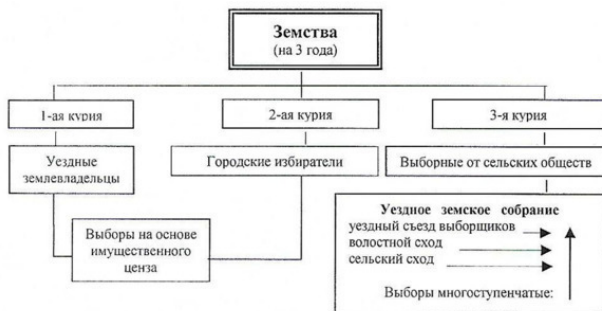 Земства
(на 3 года)
1-ая курия
2-ая курия
3-я курия
Уездные
землевладельцы
Городские избиратели
Выборные от сельских обществ
Выборы на основе
имущественного
ценза
Уездное земское собрание
уездный съезд выборщиков
волостной сход
сельский сход
Выборы многоступенчатые: